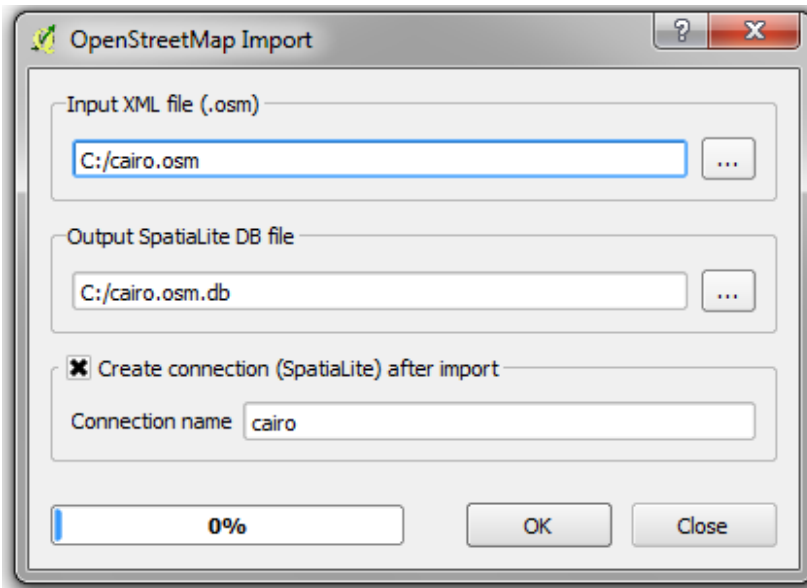 OpenStreetMap Import
?
X
Input XML file (.osm)
C:/cairo.osm
...
Output SpatiaLite DB file
C:/cairo.osm.db
...
Create connection (SpatiaLite) after import
Connection name cairo
0% OK Close